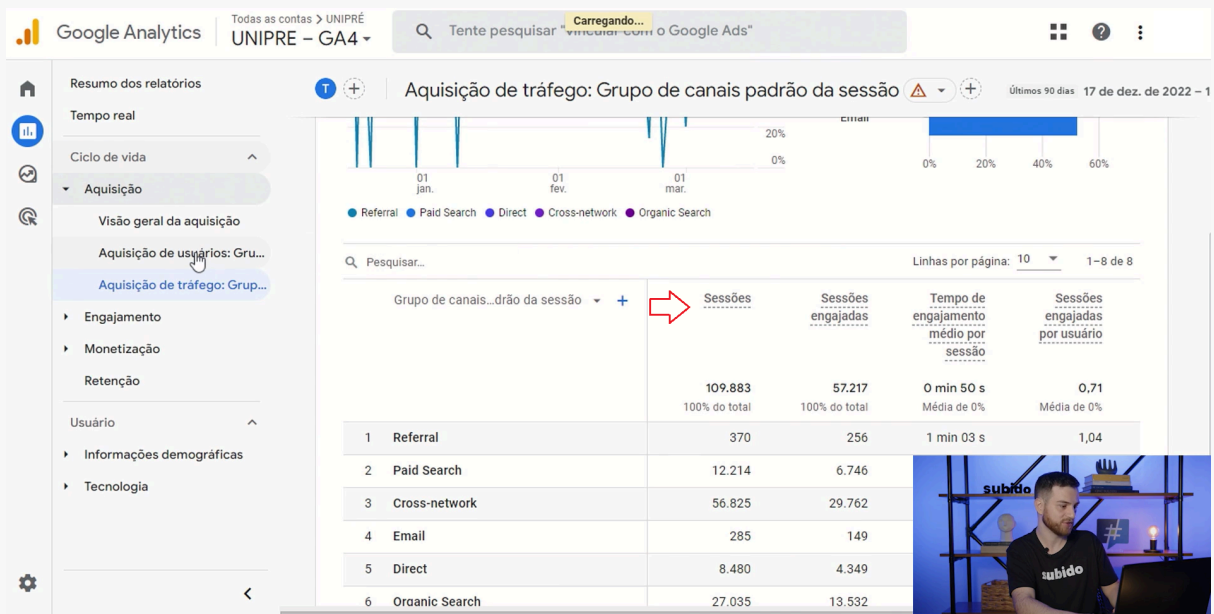 Google Analytics
Todas as contas > UNIPRÉ
UNIPRE – GA4
Tente pesquisar "vincular com o Google Ads"
Carregando...
Resumo dos relatórios
Tempo real
Ciclo de vida
Aquisição
Visão geral da aquisição
Aquisição de usuários: Gru...
Aquisição de tráfego: Grup...
Engajamento
Monetização
Retenção
Usuário
Informações demográficas
Tecnologia
T
Aquisição de tráfego: Grupo de canais padrão da sessão
Últimos 90 dias 17 de dez. de 2022 – 1
20%
0%
01 jan.
01 fev.
01 mar.
Email
0% 20% 40% 60%
Referral Paid Search Direct Cross-network Organic Search
Pesquisar...
Linhas por página: 10 1–8 de 8
Grupo de canais...drão da sessão
Sessões
Sessões engajadas
Tempo de engajamento médio por sessão
Sessões engajadas por usuário
109.883 57.217 0 min 50 s 0,71
100% do total 100% do total Média de 0% Média de 0%
1 Referral 370 256 1 min 03 s 1,04
2 Paid Search 12.214 6.746
3 Cross-network 56.825 29.762
4 Email 285 149
5 Direct 8.480 4.349
6 Organic Search 27.035 13.532
subido
#
subido